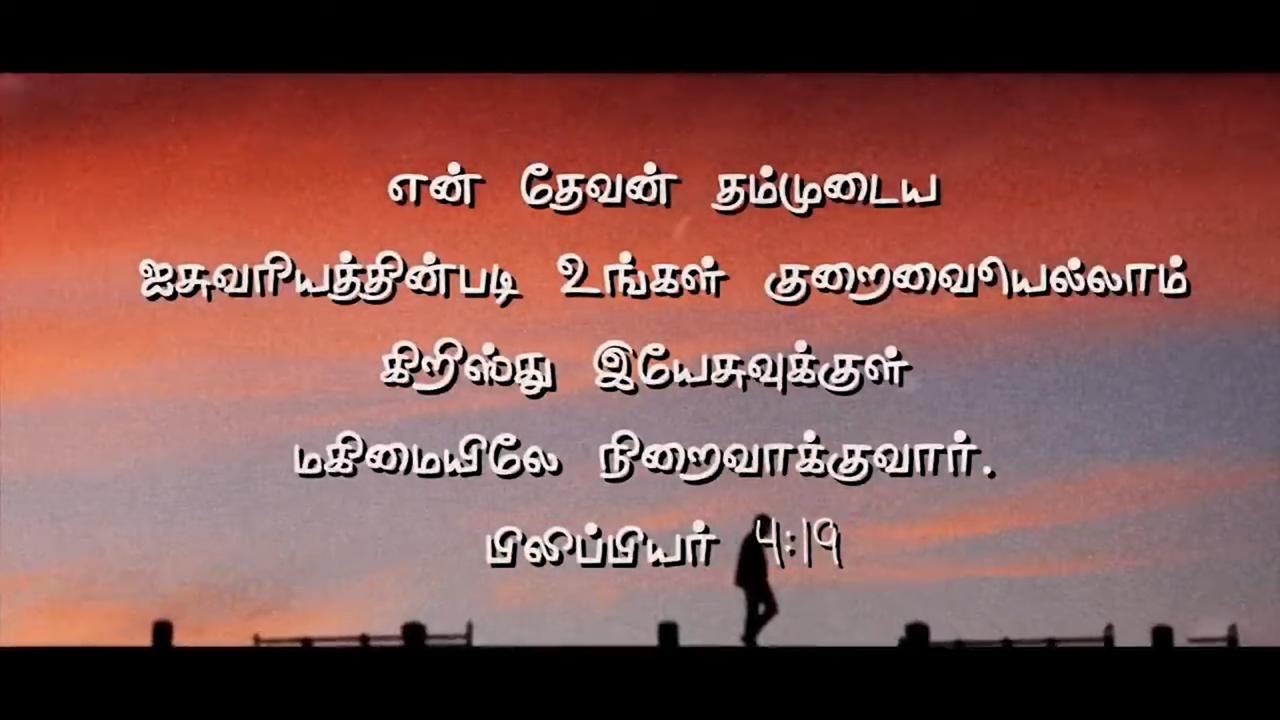 என் தேவன் தம்முடைய
ஐசுவரியத்தின்படி உங்கள் குறைவையெல்லாம்
கிறிஸ்து இயேசுவுக்குள்
மகிமையிலே நிறைவாக்குவார்.
பிலிப்பியர் 4:19